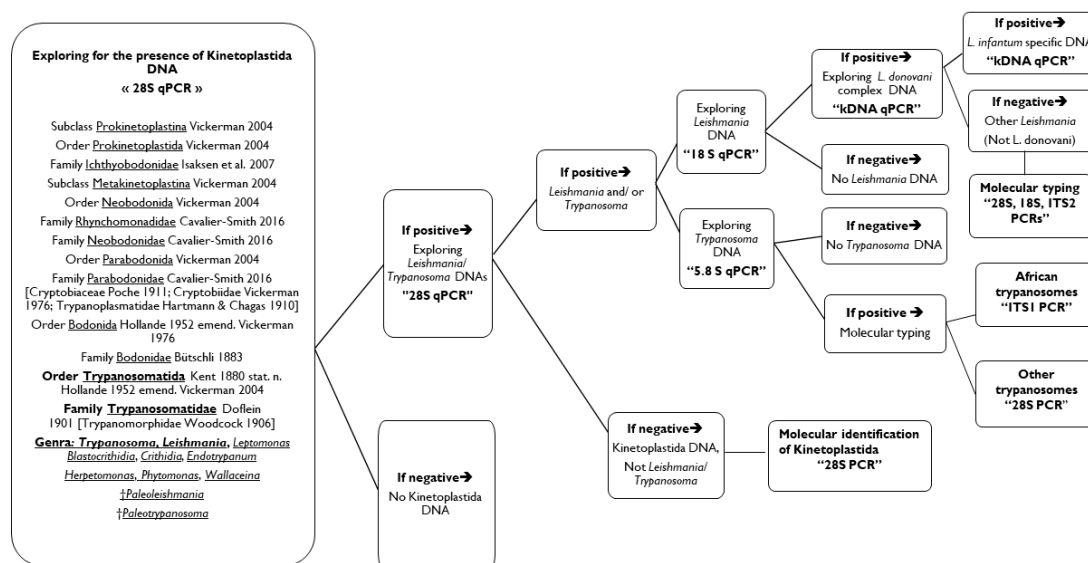 Exploring for the presence of Kinetoplastida
DNA
« 28S qPCR »
Subclass Prokinetoplastina Vickerman 2004
Order Prokinetoplastida Vickerman 2004
Family Ichthyobodonidae Isaksen et al. 2007
Subclass Metakinetoplastina Vickerman 2004
Order Neobodonida Vickerman 2004
Family Rhynchomonadidae Cavalier-Smith 2016
Family Neobodonidae Cavalier-Smith 2016
Order Parabodonida Vickerman 2004
Family Parabodonidae Cavalier-Smith 2016
[Cryptobiaceae Poche 1911; Cryptobiidae Vickerman
1976; Trypanoplasmatidae Hartmann & Chagas 1910]
Order Bodonida Hollande 1952 emend. Vickerman
1976
Family Bodonidae Bütschli 1883
Order Trypanosomatida Kent 1880 stat. n.
Hollande 1952 emend. Vickerman 2004
Family Trypanosomatidae Doflein
1901 [Trypanomorphidae Woodcock 1906]
Genra: Trypanosoma, Leishmania, Leptomonas
Blastocrithidia, Crithidia, Endotrypanum
Herpetomonas, Phytomonas, Wallaceina
†Paleoleishmania
†Paleotrypanosoma
If positive➔
Exploring
Leishmania/
Trypanosoma DNAs
"28S qPCR"
If negative➔
No Kinetoplastida
DNA
If positive➔
Leishmania and/ or
Trypanosoma
If negative➔
Kinetoplastida DNA,
Not Leishmania/
Trypanosoma
Exploring
Leishmania
DNA
"18 S qPCR"
Exploring
Trypanosoma
DNA
"5.8 S qPCR"
Molecular identification
of Kinetoplastida
"28S PCR"
If positive➔
Exploring L. donovani
complex DNA
"kDNA qPCR"
If negative➔
No Leishmania DNA
If negative➔
No Trypanosoma DNA
If positive ➔
Molecular typing
If positive➔
L. infantum specific DNA
"kDNA qPCR"
If negative➔
Other Leishmania
(Not L. donovani)
Molecular typing
"28S, 18S, ITS2
PCRs"
African
trypanosomes
"ITS1 PCR"
Other
trypanosomes
"28S PCR"